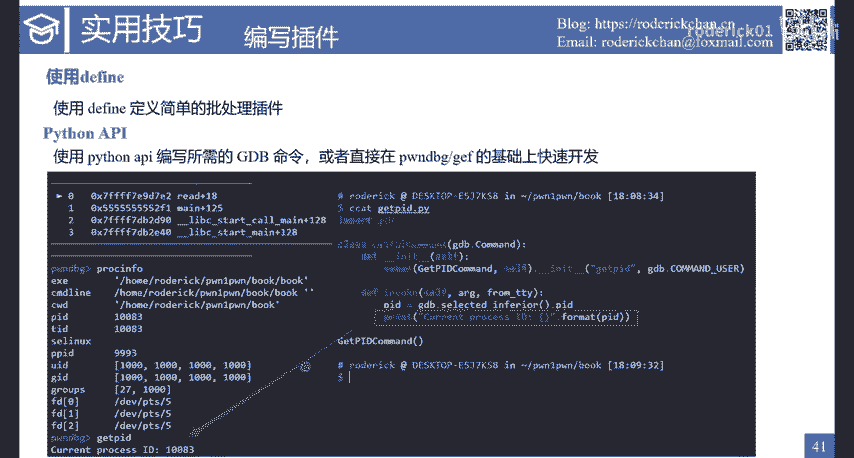 实用技巧
编写插件
Blog: https://roderickchan.cn
roderick01
Email: roderickchan@foxmail.com
使用define
使用 define 定义简单的批处理插件
Python API
使用 python api 编写所需的 GDB 命令，或者直接在 pwndbg/gef 的基础上快速开发
► 0 0x7ffff7e9d7e2 read+18
1 0x5555555552f1 main+125
2 0x7ffff7db2d90 __libc_start_call_main+128
3 0x7ffff7db2e40 __libc_start_main+128
pwndbg> procinfo
exe '/home/roderick/pwn1pwn/book/book'
cmdline /home/roderick/pwn1pwn/book/book ''
cwd '/home/roderick/pwn1pwn/book'
pid 10083
tid 10083
selinux
ppid 9993
uid [1000, 1000, 1000, 1000]
gid [1000, 1000, 1000, 1000]
groups [27, 1000]
fd[0] /dev/pts/5
fd[1] /dev/pts/5
fd[2] /dev/pts/5
pwndbg> getpid
Current process ID: 10083
# roderick @ DESKTOP-E5J7KS8 in ~/pwn1pwn/book [18:08:34]
$ ccat getpid.py
import gdb
class GetPIDCommand(gdb.Command):
def __init__(self):
super(GetPIDCommand, self).__init__("getpid", gdb.COMMAND_USER)
def invoke(self, arg, from_tty):
pid = gdb.selected_inferior().pid
print("Current process ID: {}".format(pid))
GetPIDCommand()
# roderick @ DESKTOP-E5J7KS8 in ~/pwn1pwn/book [18:09:32]
$
41